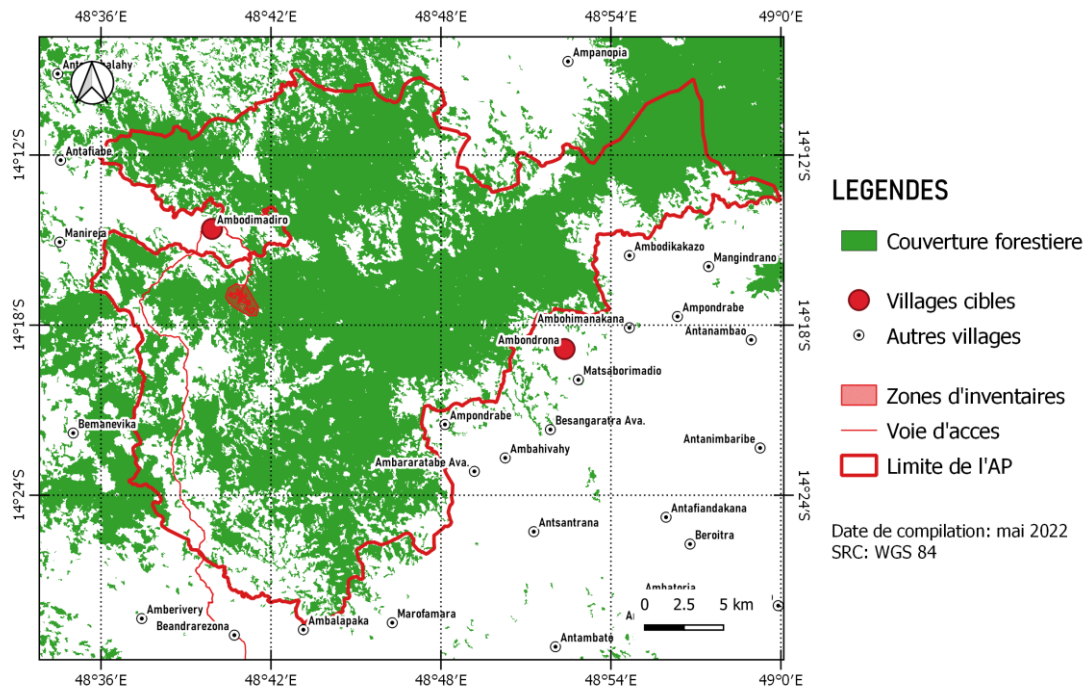 48°36′E 48°42′E 48°48′E 48°54′E 49°0′E
Ampanopia
14°12′S 14°12′S
Antafiabe
Ambodimadiro
Manireja
Ambodikakazo
Mangindrano
Ampondrabe
Ambohimanakana
14°18′S 14°18′S
Antanambao
Ambondrona
Matsaborimadio
Ampondrabe
Besangaratra Ava.
Bemanevika
Antanimbaribe
Ambahivahy
Ambararatabe Ava.
14°24′S 14°24′S
Antafiandakana
Antsantrana
Beroitra
Amberivery
Marofamara
Beandrarezona
Ambalapaka
Antambato
0 2.5 5 km
48°36′E 48°42′E 48°48′E 48°54′E 49°0′E
LEGENDES
Couverture forestiere
Villages cibles
Autres villages
Zones d'inventaires
Voie d'acces
Limite de l'AP
Date de compilation: mai 2022
SRC: WGS 84